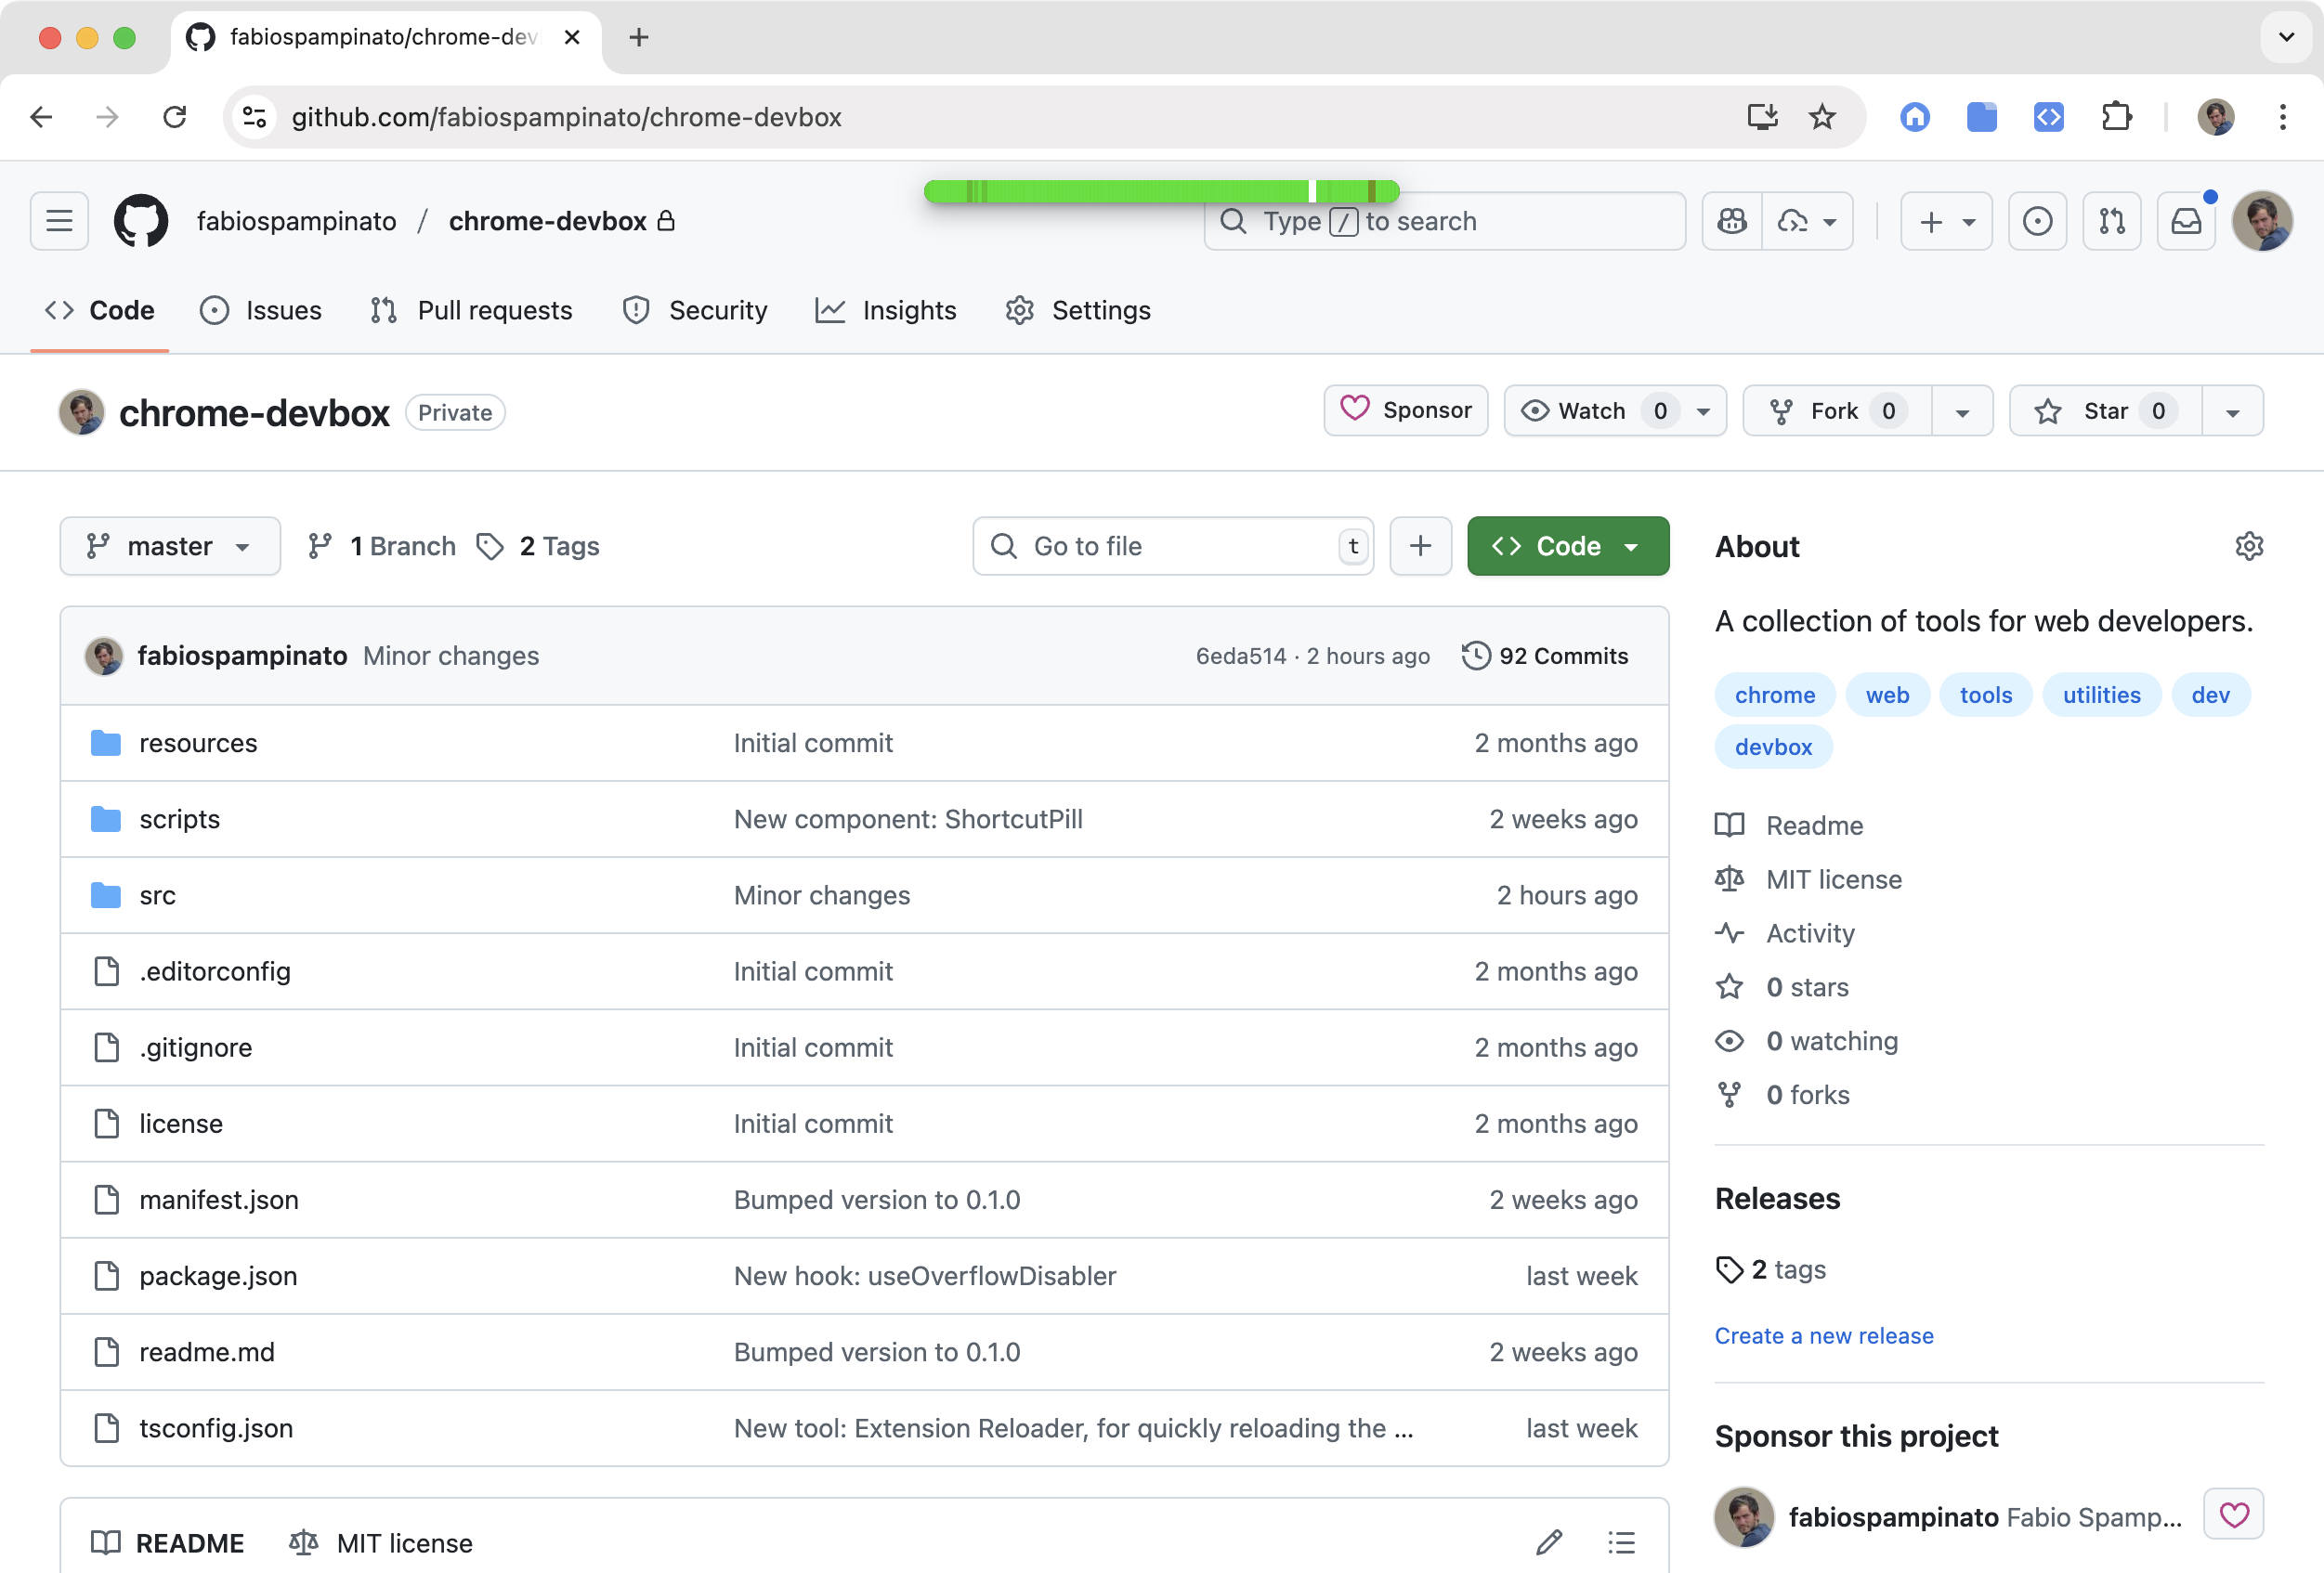 fabiospampinato/chrome-dev
github.com/fabiospampinato/chrome-devbox
fabiospampinato / chrome-devbox
Type / to search
Code Issues Pull requests Security Insights Settings
chrome-devbox Private
Sponsor Watch 0 Fork 0 Star 0
master 1 Branch 2 Tags
Go to file t
Code
fabiospampinato Minor changes 6eda514 · 2 hours ago 92 Commits
resources Initial commit 2 months ago
scripts New component: ShortcutPill 2 weeks ago
src Minor changes 2 hours ago
.editorconfig Initial commit 2 months ago
.gitignore Initial commit 2 months ago
license Initial commit 2 months ago
manifest.json Bumped version to 0.1.0 2 weeks ago
package.json New hook: useOverflowDisabler last week
readme.md Bumped version to 0.1.0 2 weeks ago
tsconfig.json New tool: Extension Reloader, for quickly reloading the ... last week
README MIT license
About
A collection of tools for web developers.
chrome web tools utilities dev
devbox
Readme
MIT license
Activity
0 stars
0 watching
0 forks
Releases
2 tags
Create a new release
Sponsor this project
fabiospampinato Fabio Spamp...